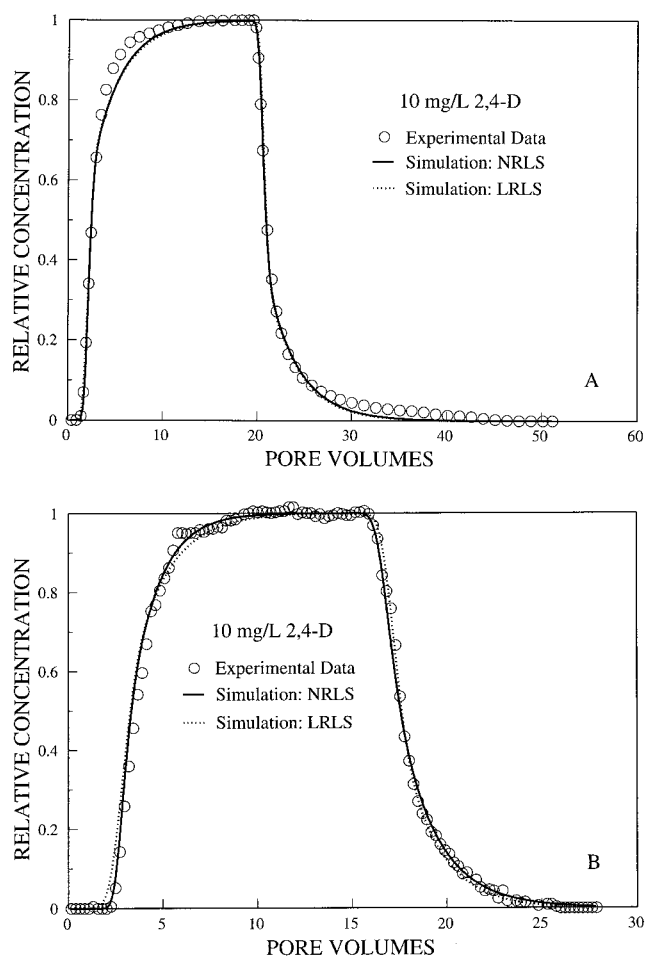 1
0.8
0.6
0.4
0.2
0
RELATIVE CONCENTRATION
10 mg/L 2,4-D
Experimental Data
Simulation: NRLS
Simulation: LRLS
A
0 10 20 30 40 50 60
PORE VOLUMES
1
0.8
0.6
0.4
0.2
0
RELATIVE CONCENTRATION
10 mg/L 2,4-D
Experimental Data
Simulation: NRLS
Simulation: LRLS
B
0 5 10 15 20 25 30
PORE VOLUMES